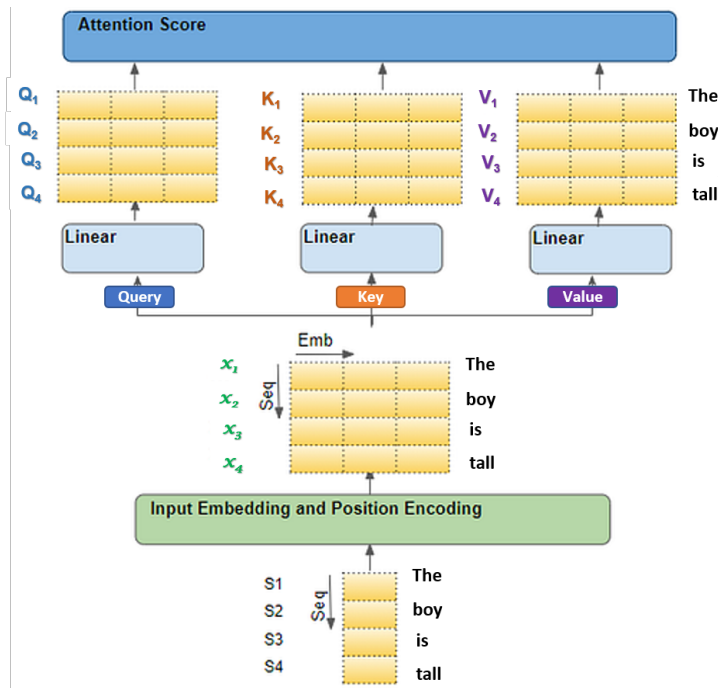 Attention Score
Q1 K1 V1 The
Q2 K2 V2 boy
Q3 K3 V3 is
Q4 K4 V4 tall
Linear Linear Linear
Query Key Value
Emb
Seq
x1 The
x2 boy
x3 is
x4 tall
Input Embedding and Position Encoding
Seq
S1 The
S2 boy
S3 is
S4 tall